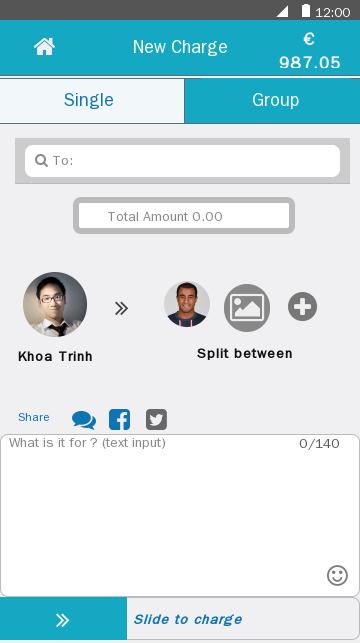 12:00
New Charge
€
987.05
Single
Group
To:
Total Amount 0.00
Khoa Trinh
Split between
Share
What is it for ? (text input)
0/140
Slide to charge